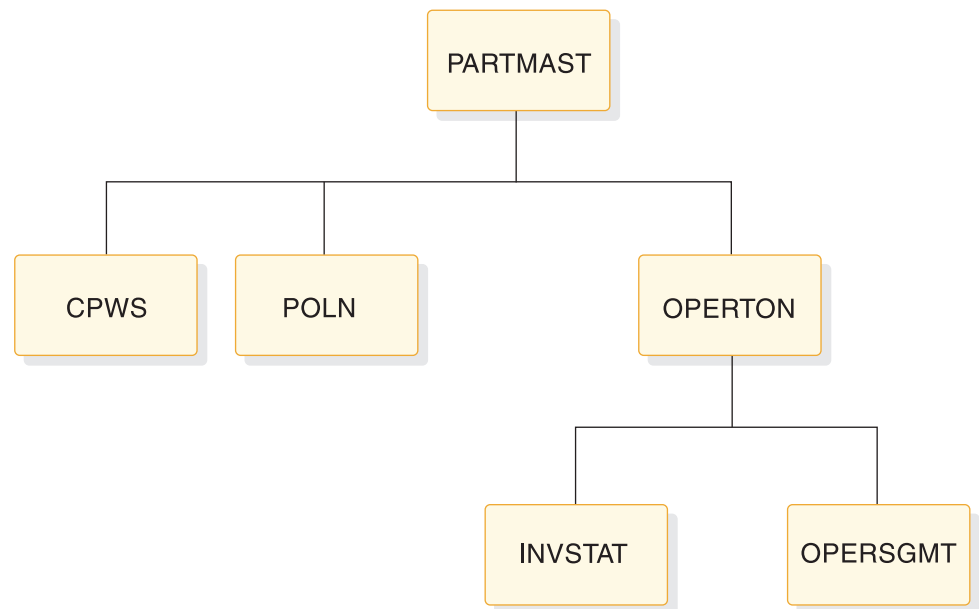 PARTMAST
CPWS
POLN
OPERTON
INVSTAT
OPERSGMT